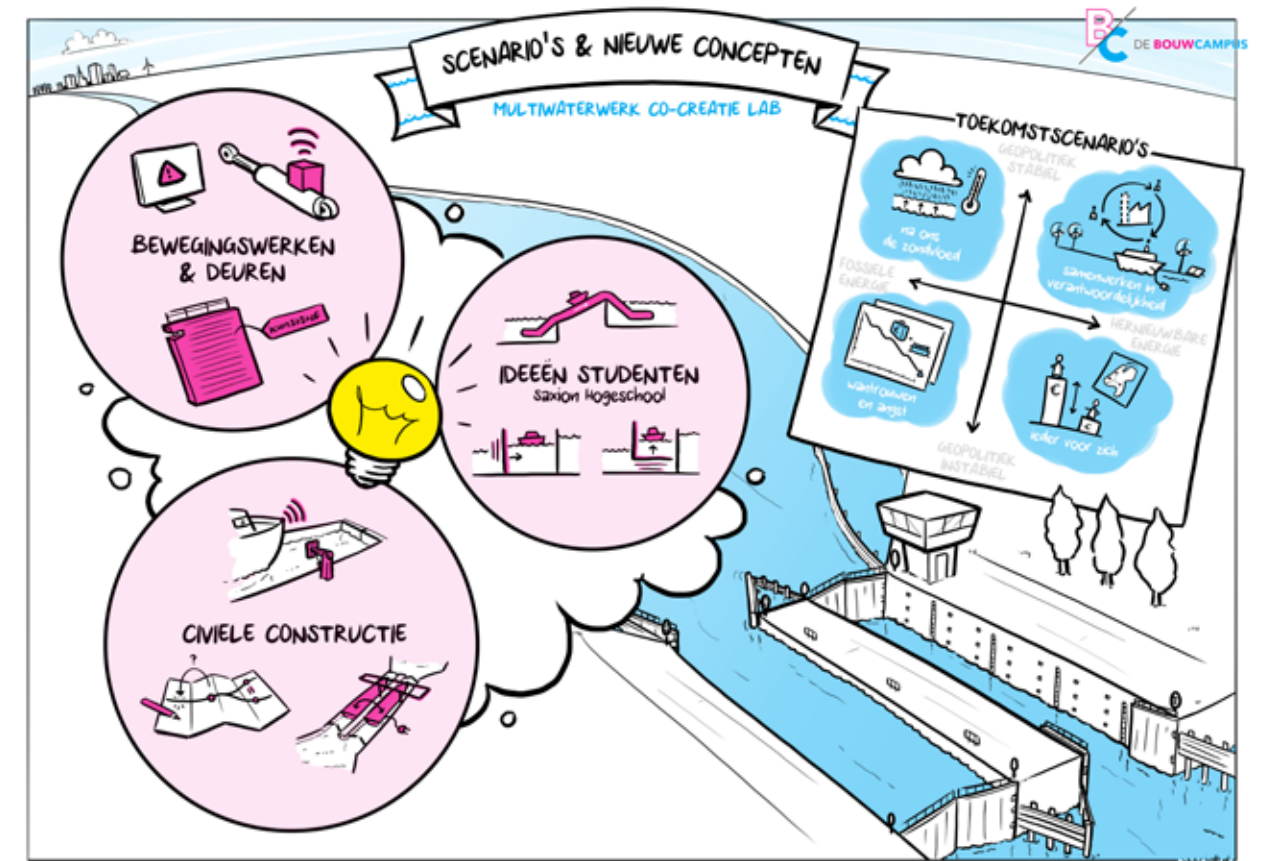 SCENARIO'S & NIEUWE CONCEPTEN
MULTIWATERWERK CO-CREATIE LAB
BC DE BOUWCAMPUS
BEWEGINGSWERKEN
& DEUREN
IDEEËN STUDENTEN
Saxion Hogeschool
CIVIELE CONSTRUCTIE
?
TOEKOMSTSCENARIO'S
GEOPOLITIEK
STABIEL
na ons
de zondvloed
samenwerken in
verantwoordelijkheid
FOSSIELE
ENERGIE
HERNIEUWBARE
ENERGIE
wantrouwen
en angst
€
€
ieder voor zich
GEOPOLITIEK
INSTABIEL